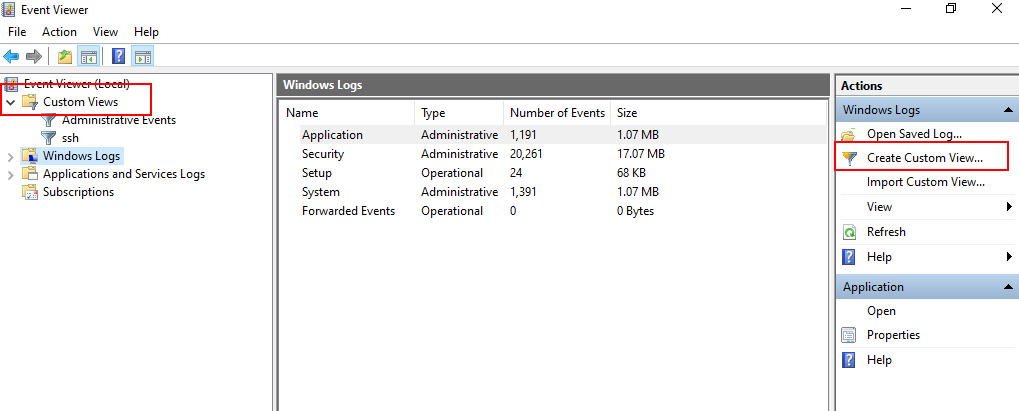 Event Viewer
File Action View Help
Event Viewer (Local)
Custom Views
Administrative Events
ssh
Windows Logs
Applications and Services Logs
Subscriptions
Windows Logs
Name Type Number of Events Size
Application Administrative 1,191 1.07 MB
Security Administrative 20,261 17.07 MB
Setup Operational 24 68 KB
System Administrative 1,391 1.07 MB
Forwarded Events Operational 0 0 Bytes
Actions
Windows Logs
Open Saved Log...
Create Custom View...
Import Custom View...
View
Refresh
Help
Application
Open
Properties
Help